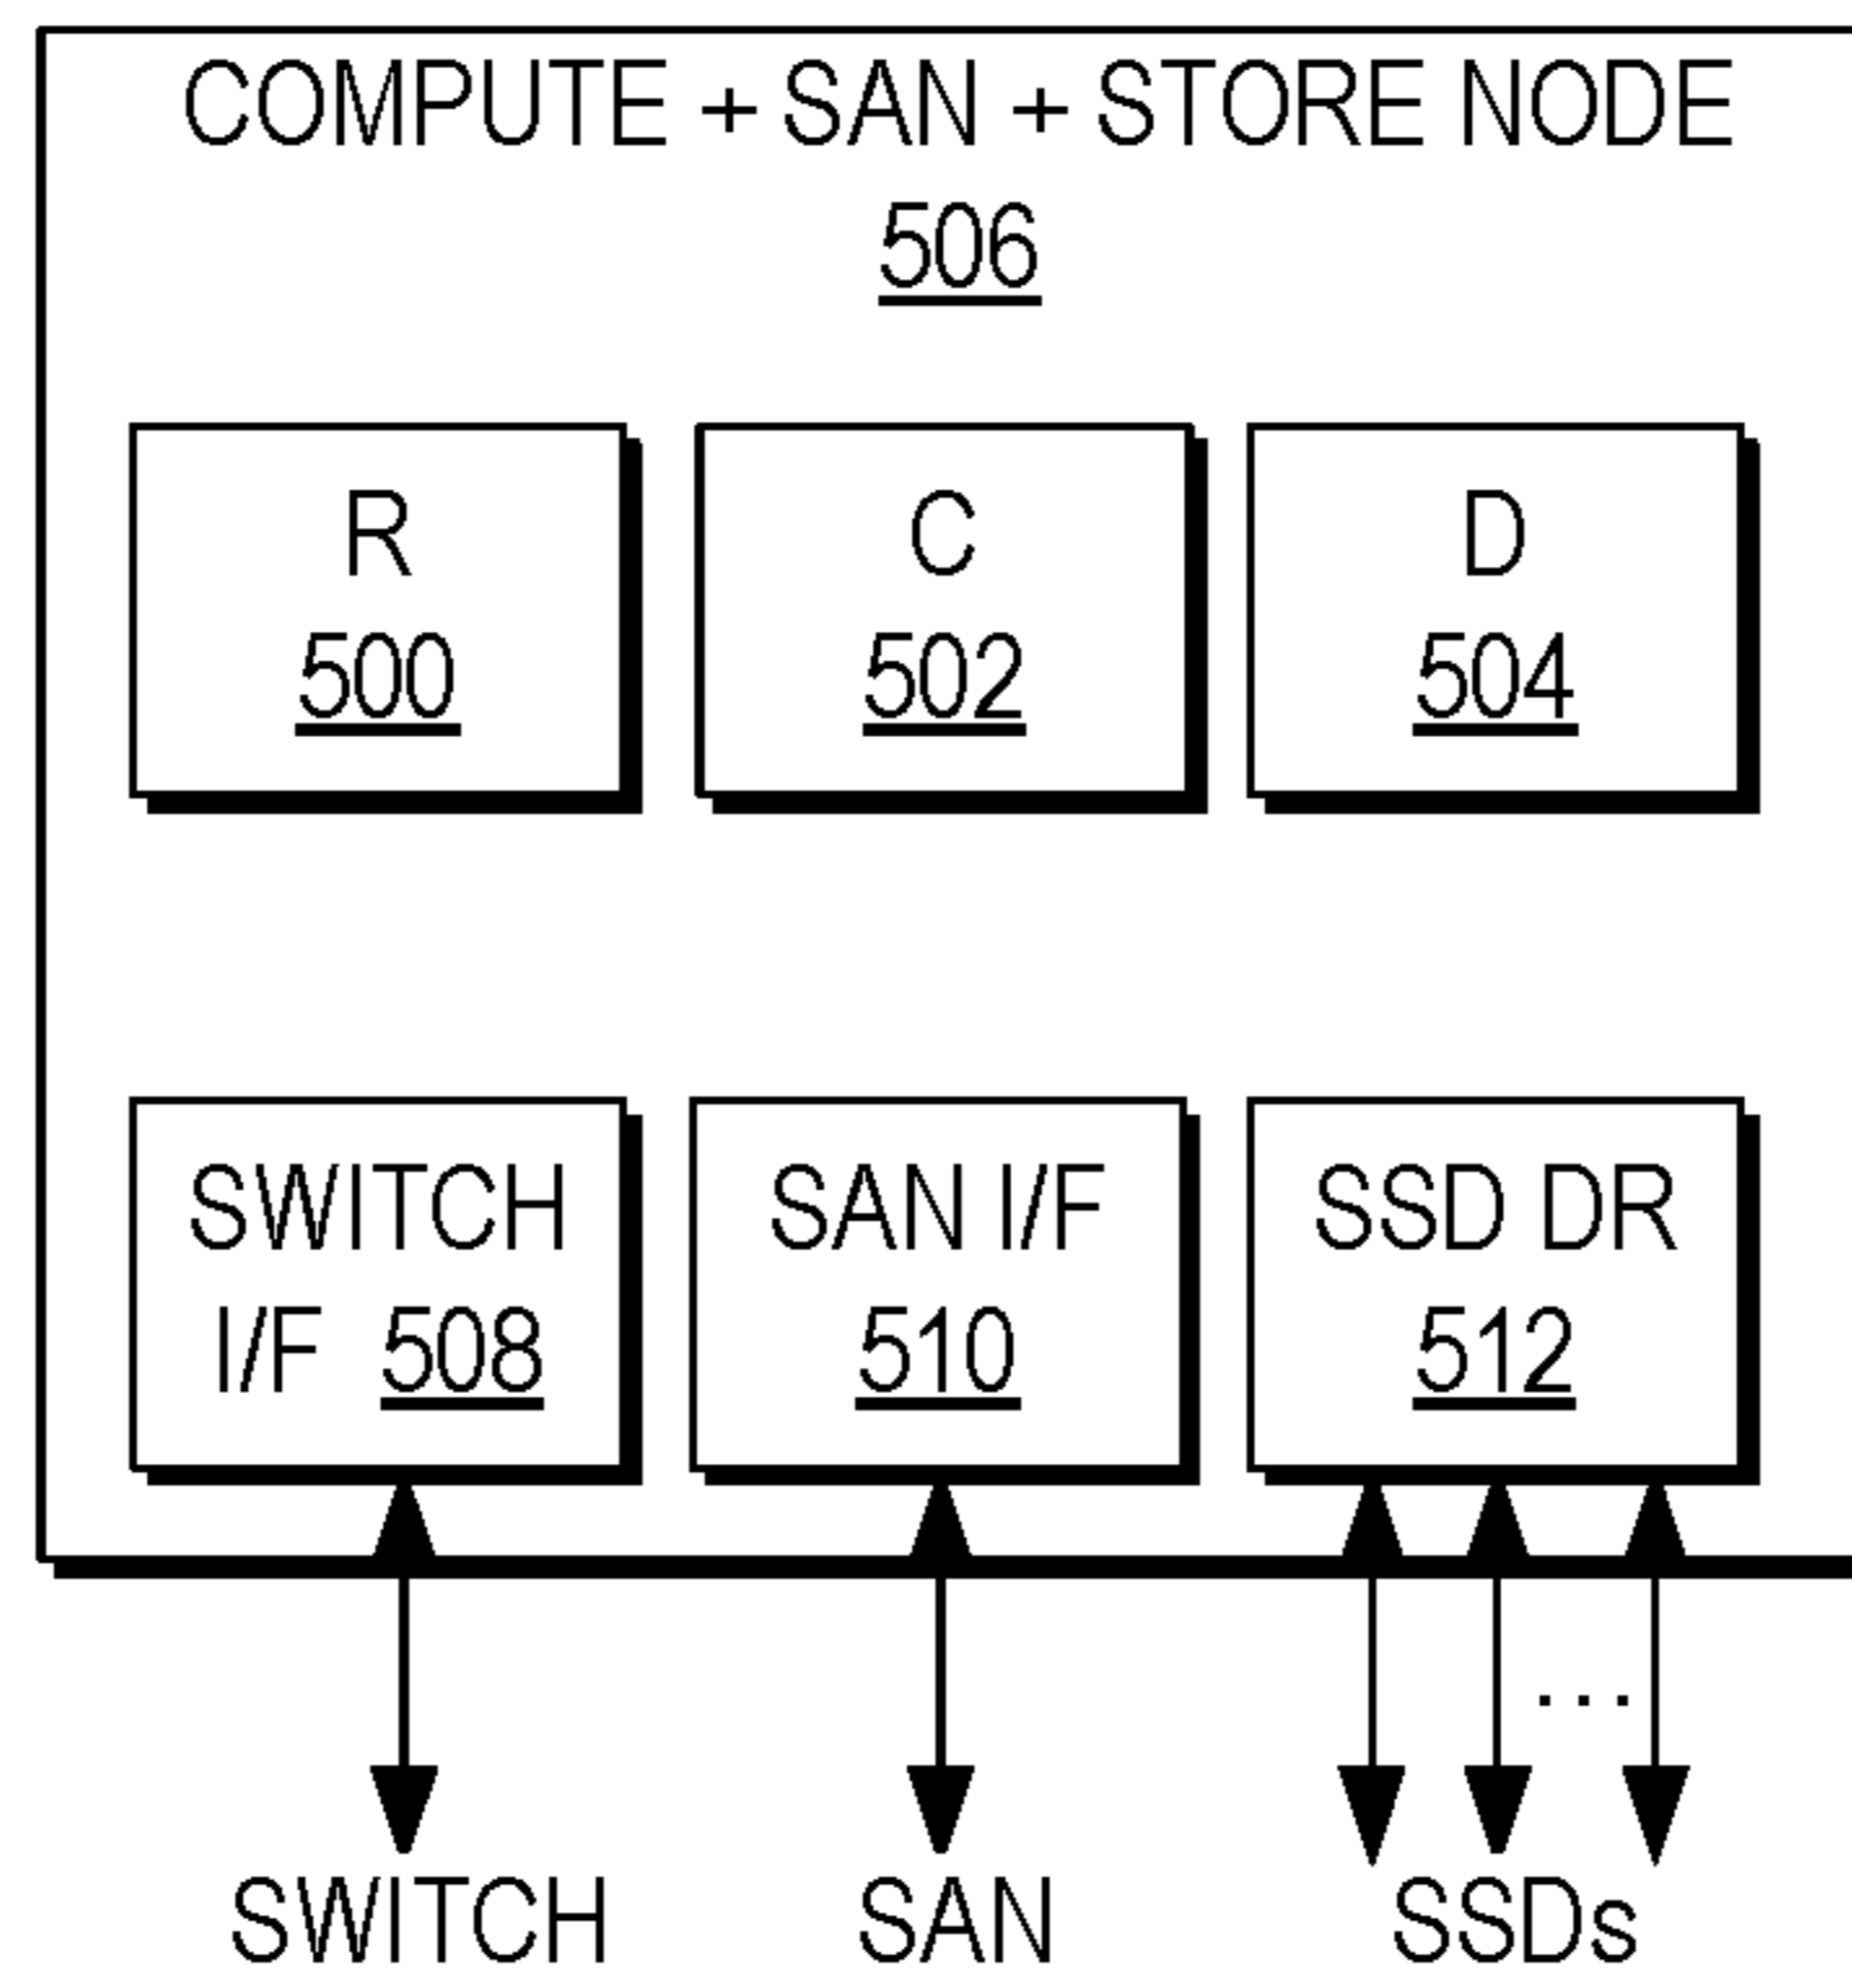 COMPUTE + SAN + STORE NODE
506
R
500
C
502
D
504
SWITCH
I/F 508
SAN I/F
510
SSD DR
512
...
SWITCH
SAN
SSDs